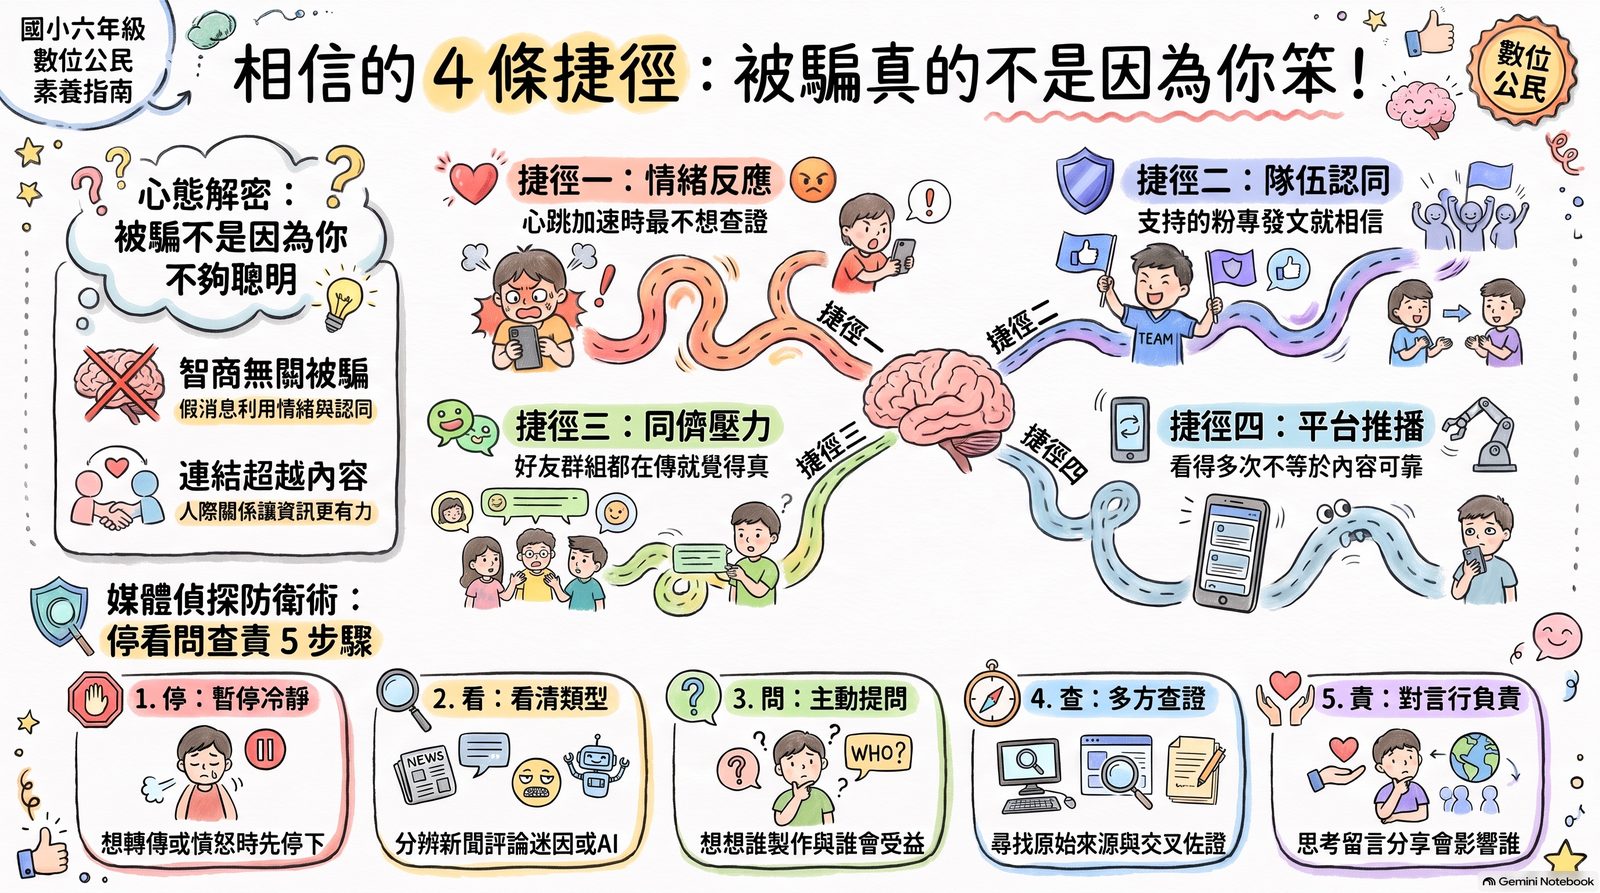 國小六年級
數位公民
素養指南
相信的4條捷徑：被騙真的不是因為你笨！
數位
公民
心態解密：
被騙不是因為你
不夠聰明
智商無關被騙
假消息利用情緒與認同
連結超越內容
人際關係讓資訊更有力
捷徑一：情緒反應
心跳加速時最不想查證
捷徑一
捷徑二：隊伍認同
支持的粉專發文就相信
TEAM
捷徑二
捷徑三：同儕壓力
好友群組都在傳就覺得真
捷徑三
捷徑四：平台推播
看得多次不等於內容可靠
捷徑四
媒體偵探防衛術：
停看問查責5步驟
1. 停：暫停冷靜
想轉傳或憤怒時先停下
2. 看：看清類型
NEWS
分辨新聞評論迷因或AI
3. 問：主動提問
WHO?
想想誰製作與誰會受益
4. 查：多方查證
尋找原始來源與交叉佐證
5. 責：對言行負責
思考留言分享會影響誰
Gemini Notebook